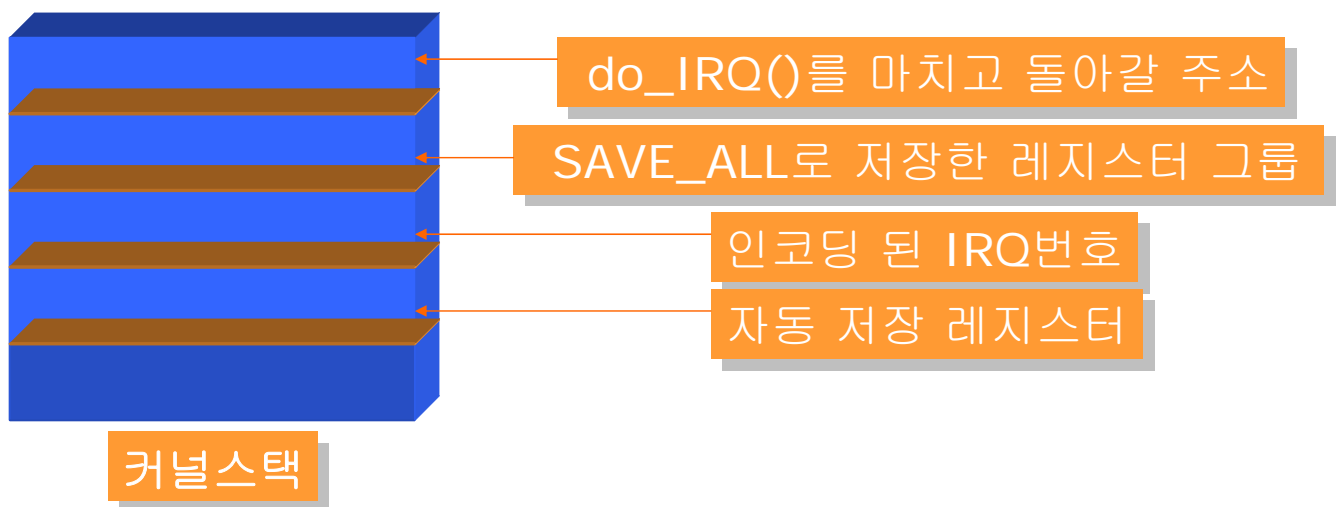 do_IRQ()를 마치고 돌아갈 주소
SAVE_ALL로 저장한 레지스터 그룹
인코딩 된 IRQ번호
자동 저장 레지스터
커널스택